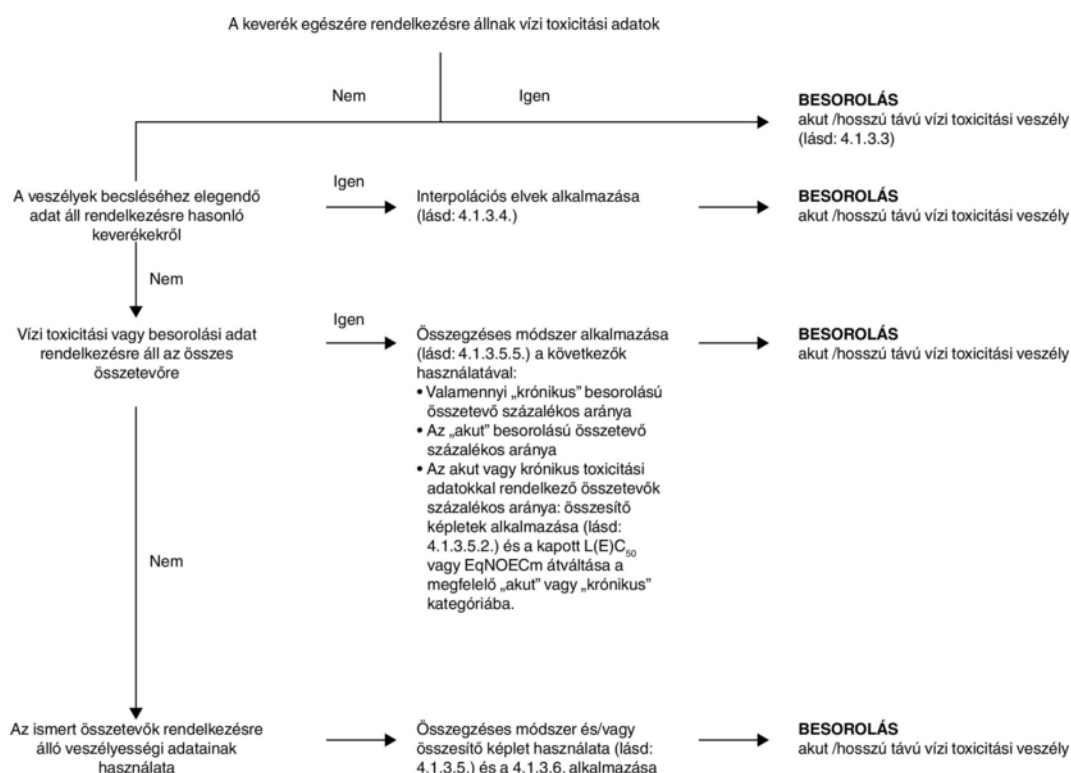 A keverék egészére rendelkezésre állnak vízi toxicitási adatok
Nem
Igen
BESOROLÁS
akut /hosszú távú vízi toxicitási veszély
(lásd: 4.1.3.3)
A veszélyek becsléséhez elegendő
adat áll rendelkezésre hasonló
keverékekről
Igen
Interpolációs elvek alkalmazása
(lásd: 4.1.3.4.)
BESOROLÁS
akut /hosszú távú vízi toxicitási veszély
Nem
Vízi toxicitási vagy besorolási adat
rendelkezésre áll az összes
összetevőre
Igen
Összegzéses módszer alkalmazása
(lásd: 4.1.3.5.5.) a következők
használatával:
• Valamennyi „krónikus” besorolású
összetevő százalékos aránya
• Az „akut” besorolású összetevő
százalékos aránya
• Az akut vagy krónikus toxicitási
adatokkal rendelkező összetevők
százalékos aránya: összesítő
képletek alkalmazása (lásd:
4.1.3.5.2.) és a kapott L(E)C50
vagy EqNOECm átváltása a
megfelelő „akut” vagy „krónikus”
kategóriába.
BESOROLÁS
akut /hosszú távú vízi toxicitási veszély
Nem
Az ismert összetevők rendelkezésre
álló veszélyességi adatainak
használata
Összegzéses módszer és/vagy
összesítő képlet használata (lásd:
4.1.3.5.) és a 4.1.3.6. alkalmazása
BESOROLÁS
akut /hosszú távú vízi toxicitási veszély